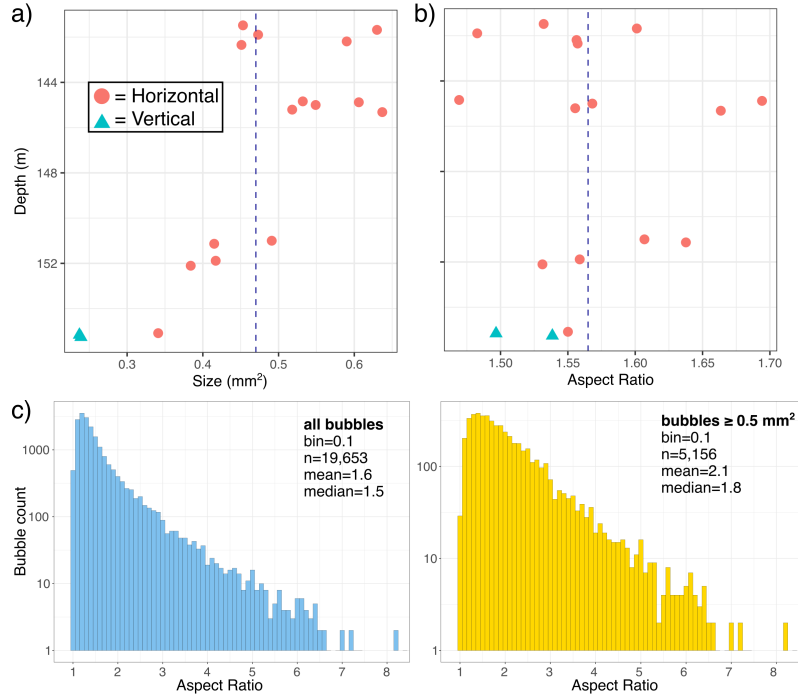 a)
b)
= Horizontal
= Vertical
144
148
152
Depth (m)
0.3 0.4 0.5 0.6
Size (mm²)
1.50 1.55 1.60 1.65 1.70
Aspect Ratio
c)
all bubbles
bin=0.1
n=19,653
mean=1.6
median=1.5
1000
100
10
1
Bubble count
1 2 3 4 5 6 7 8
Aspect Ratio
bubbles ≥ 0.5 mm²
bin=0.1
n=5,156
mean=2.1
median=1.8
100
10
1
1 2 3 4 5 6 7 8
Aspect Ratio